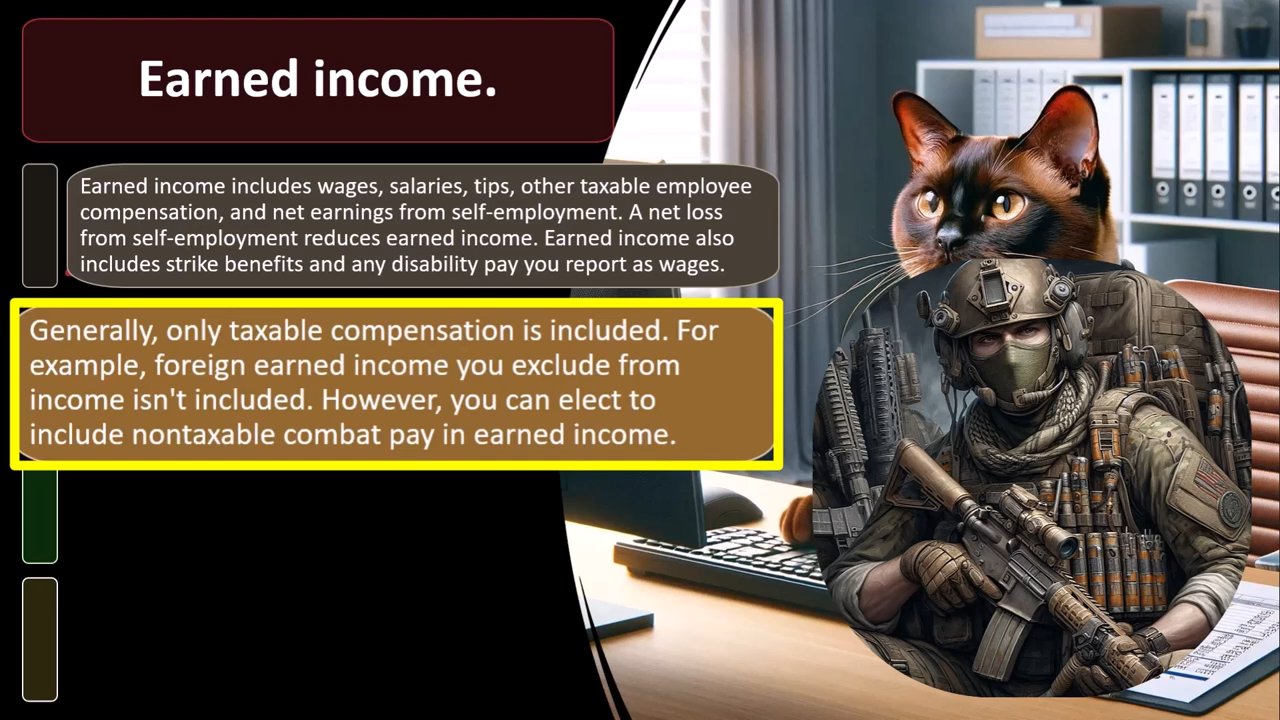 Earned income.
Earned income includes wages, salaries, tips, other taxable employee
compensation, and net earnings from self-employment. A net loss
from self-employment reduces earned income. Earned income also
includes strike benefits and any disability pay you report as wages.
Generally, only taxable compensation is included. For
example, foreign earned income you exclude from
income isn't included. However, you can elect to
include nontaxable combat pay in earned income.